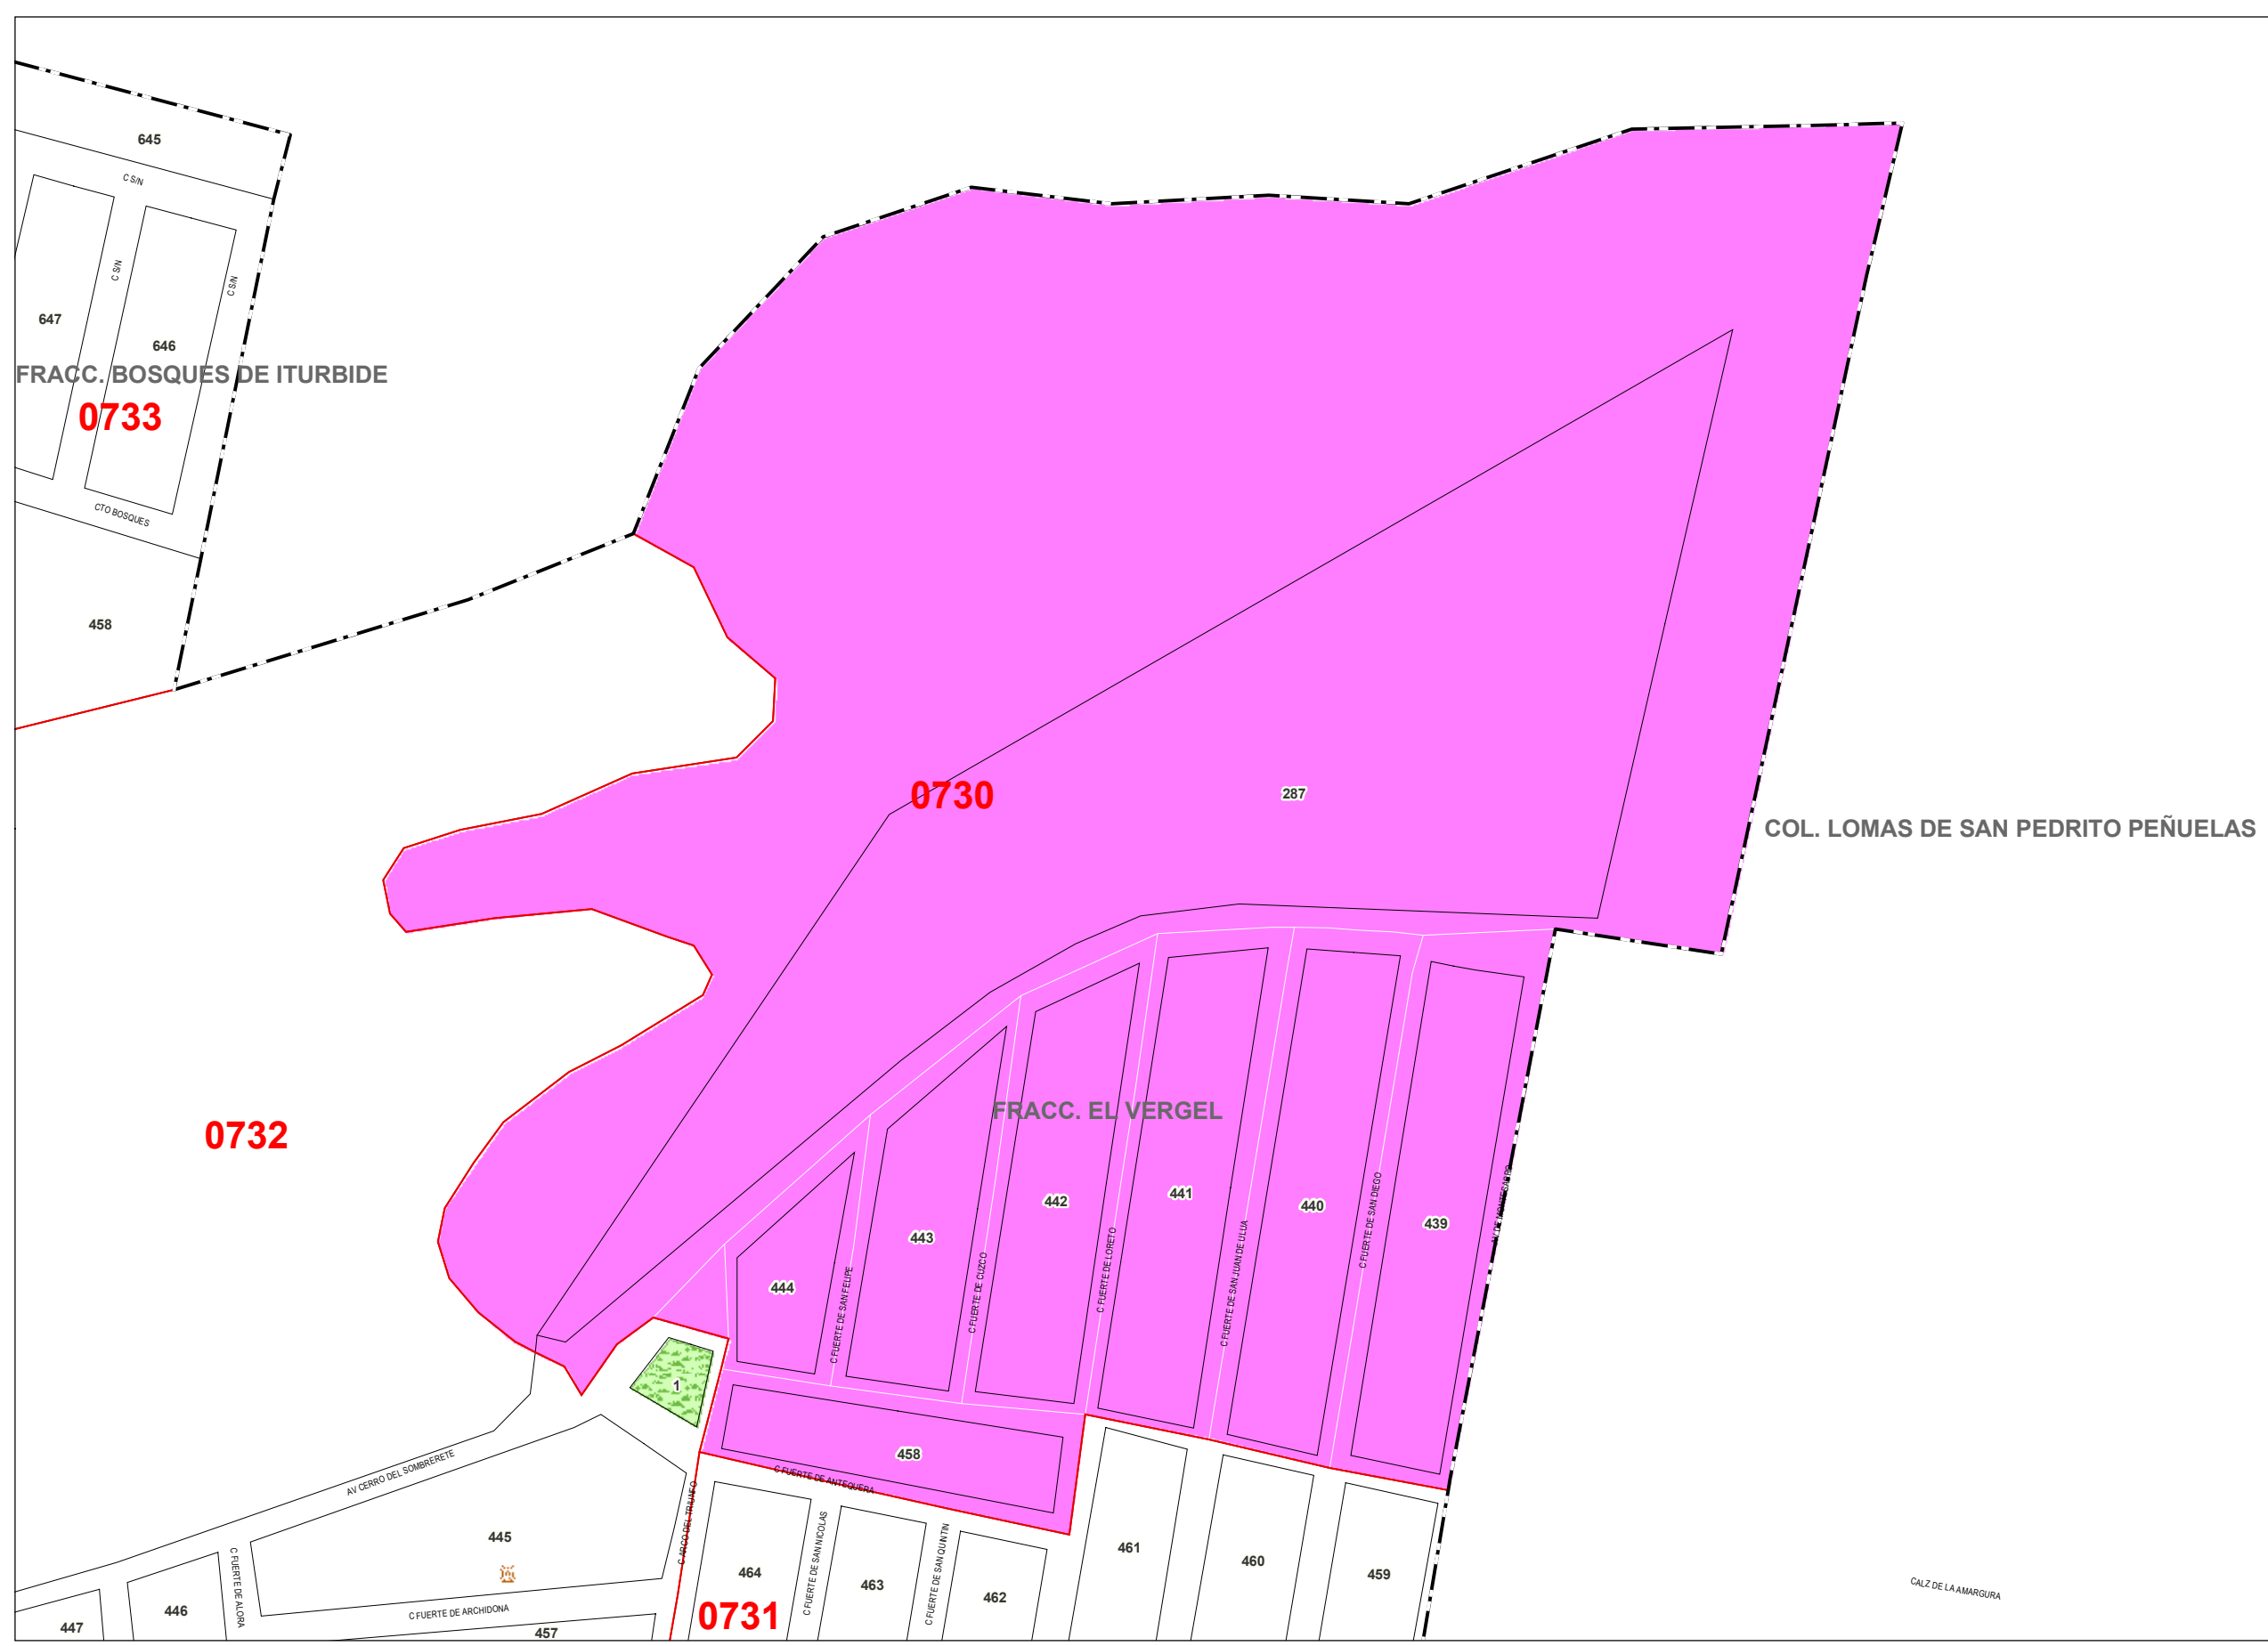 645
C S/N
C S/N
C S/N
647
646
FRACC. BOSQUES DE ITURBIDE
0733
CTO BOSQUES
458
0730
287
COL. LOMAS DE SAN PEDRITO PEÑUELAS
FRACC. EL VERGEL
0732
444
443
442
441
440
439
C FUERTE DE SAN FELIPE
C FUERTE DE CUZCO
C FUERTE DE LORETO
C FUERTE DE SAN JUAN DE ULUA
C FUERTE DE SAN DIEGO
1
458
C FUERTE DE ANTEQUERA
AV CERRO DEL SOMBRERETE
C ARCO DEL TRIUNFO
445
C FUERTE DE ALORA
C FUERTE DE ARCHIDONA
447
446
457
464
C FUERTE DE SAN NICOLAS
463
C FUERTE DE SAN QUINTIN
462
461
460
459
0731
CALZ DE LA AMARGURA